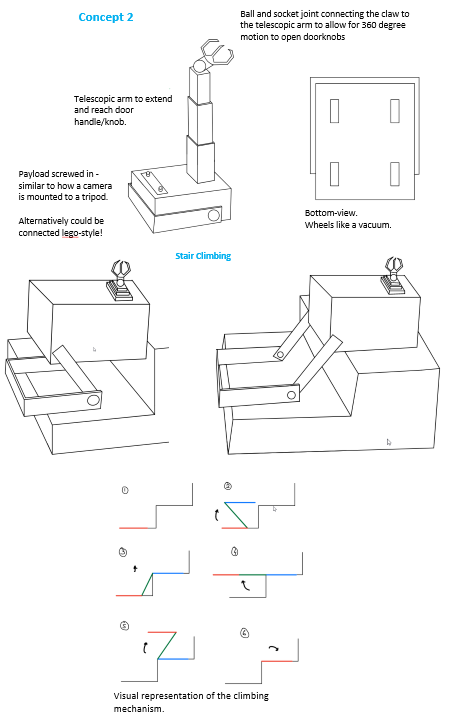 Concept 2
Ball and socket joint connecting the claw to
the telescopic arm to allow for 360 degree
motion to open doorknobs
Telescopic arm to extend
and reach door
handle/knob.
Payload screwed in -
similar to how a camera
is mounted to a tripod.
Alternatively could be
connected lego-style!
Bottom-view.
Wheels like a vacuum.
Stair Climbing
1
2
3
4
5
6
Visual representation of the climbing
mechanism.